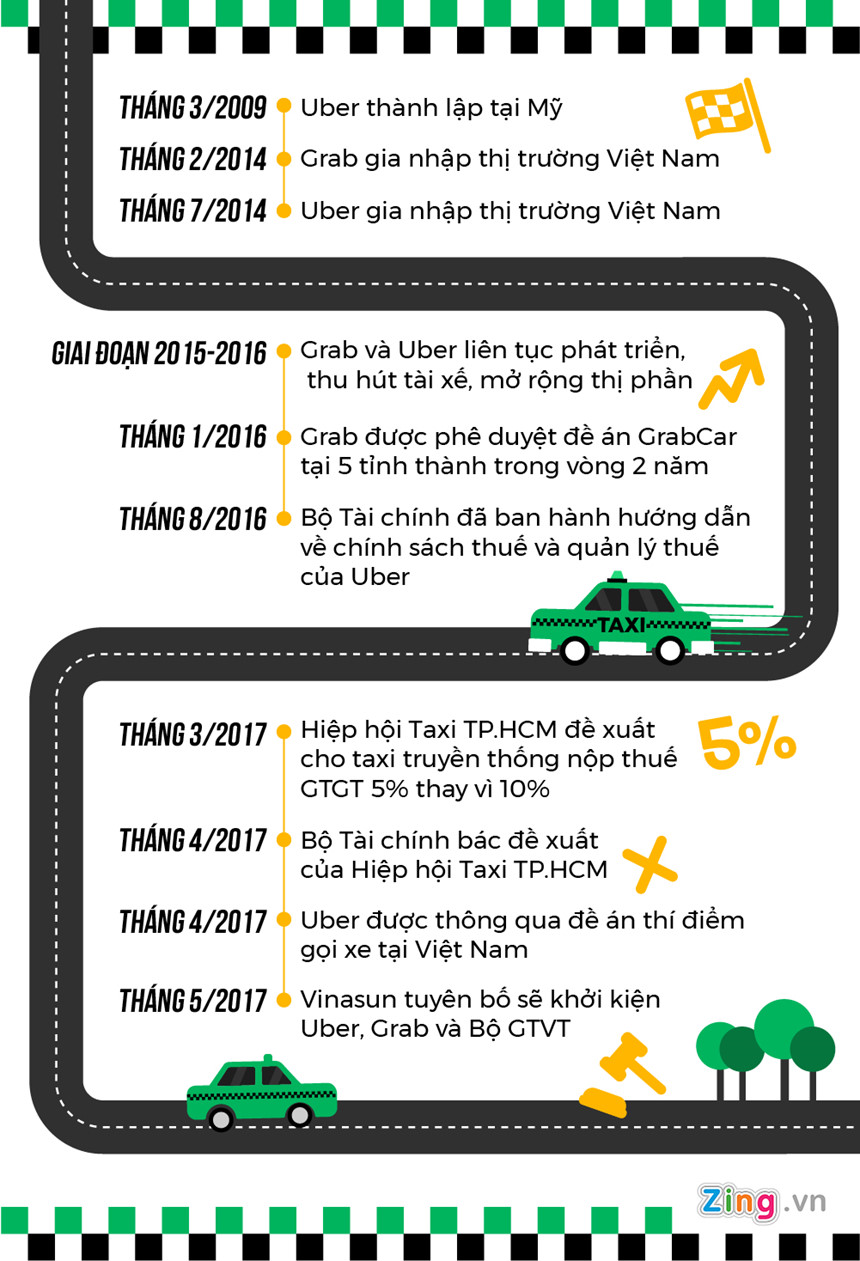 THÁNG 3/2009 Uber thành lập tại Mỹ
THÁNG 2/2014 Grab gia nhập thị trường Việt Nam
THÁNG 7/2014 Uber gia nhập thị trường Việt Nam
GIAI ĐOẠN 2015-2016 Grab và Uber liên tục phát triển,
thu hút tài xế, mở rộng thị phần
THÁNG 1/2016 Grab được phê duyệt đề án GrabCar
tại 5 tỉnh thành trong vòng 2 năm
THÁNG 8/2016 Bộ Tài chính đã ban hành hướng dẫn
về chính sách thuế và quản lý thuế
của Uber
TAXI
THÁNG 3/2017 Hiệp hội Taxi TP.HCM đề xuất
cho taxi truyền thống nộp thuế
GTGT 5% thay vì 10%
5%
THÁNG 4/2017 Bộ Tài chính bác đề xuất
của Hiệp hội Taxi TP.HCM
THÁNG 4/2017 Uber được thông qua đề án thí điểm
gọi xe tại Việt Nam
THÁNG 5/2017 Vinasun tuyên bố sẽ khởi kiện
Uber, Grab và Bộ GTVT
Zing.vn